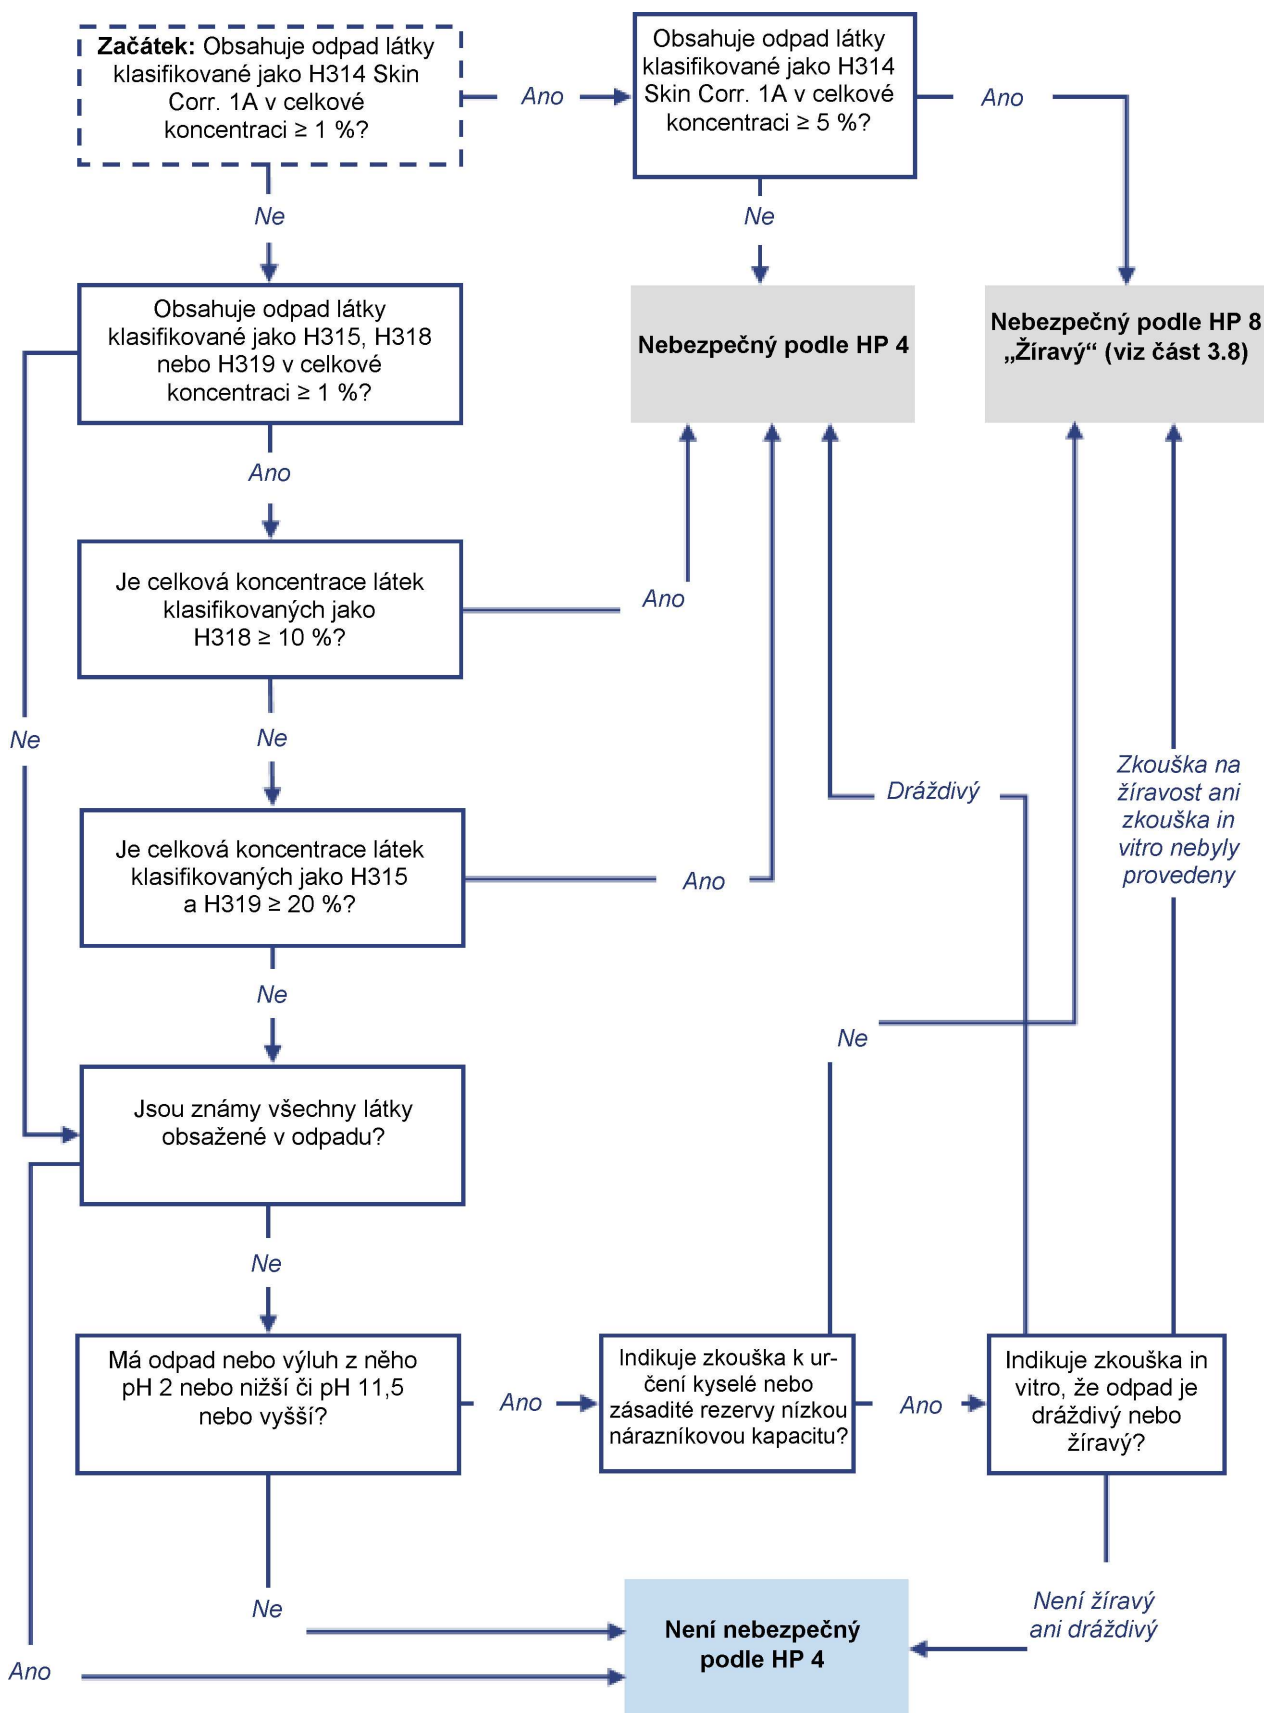 Začátek: Obsahuje odpad látky
klasifikované jako H314 Skin
Corr. 1A v celkové
koncentraci ≥ 1 %?
Ano
Obsahuje odpad látky
klasifikované jako H314
Skin Corr. 1A v celkové
koncentraci ≥ 5 %?
Ano
Ne
Ne
Obsahuje odpad látky
klasifikované jako H315, H318
nebo H319 v celkové
koncentraci ≥ 1 %?
Nebezpečný podle HP 4
Nebezpečný podle HP 8
„Žíravý“ (viz část 3.8)
Ano
Je celková koncentrace látek
klasifikovaných jako
H318 ≥ 10 %?
Ano
Ne
Ne
Zkouška na
žíravost ani
zkouška in
vitro nebyly
provedeny
Dráždivý
Je celková koncentrace látek
klasifikovaných jako H315
a H319 ≥ 20 %?
Ano
Ne
Ne
Jsou známy všechny látky
obsažené v odpadu?
Ne
Má odpad nebo výluh z něho
pH 2 nebo nižší či pH 11,5
nebo vyšší?
Ano
Indikuje zkouška k ur-
čení kyselé nebo
zásadité rezervy nízkou
nárazníkovou kapacitu?
Ano
Indikuje zkouška in
vitro, že odpad je
dráždivý nebo
žíravý?
Ne
Není nebezpečný
podle HP 4
Není žíravý
ani dráždivý
Ano